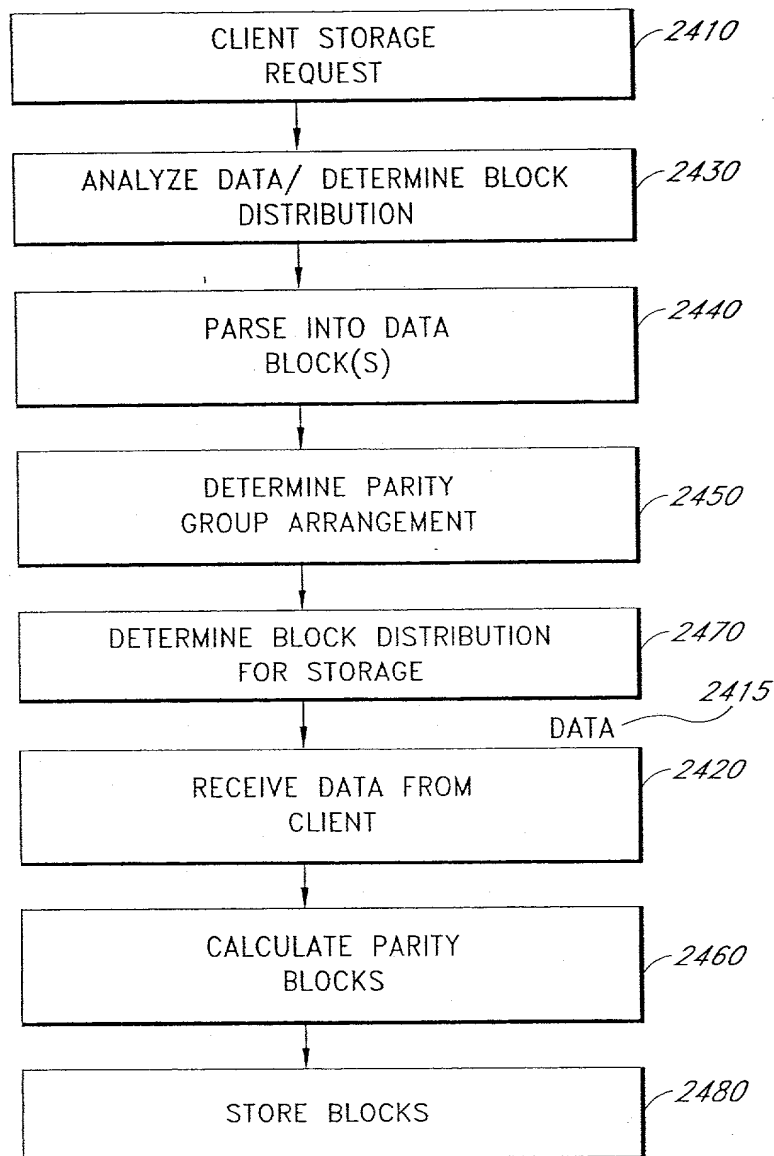 CLIENT STORAGE
REQUEST
2410
ANALYZE DATA/ DETERMINE BLOCK
DISTRIBUTION
2430
PARSE INTO DATA
BLOCK(S)
2440
DETERMINE PARITY
GROUP ARRANGEMENT
2450
DETERMINE BLOCK DISTRIBUTION
FOR STORAGE
2470
DATA
2415
RECEIVE DATA FROM
CLIENT
2420
CALCULATE PARITY
BLOCKS
2460
STORE BLOCKS
2480